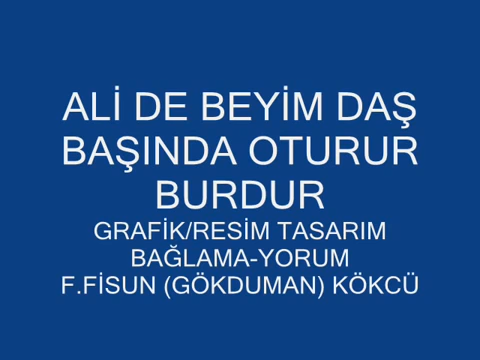 ALİ DE BEYİM DAŞ
BAŞINDA OTURUR
BURDUR
GRAFİK/RESİM TASARIM
BAĞLAMA-YORUM
F.FİSUN (GÖKDUMAN) KÖKCÜ